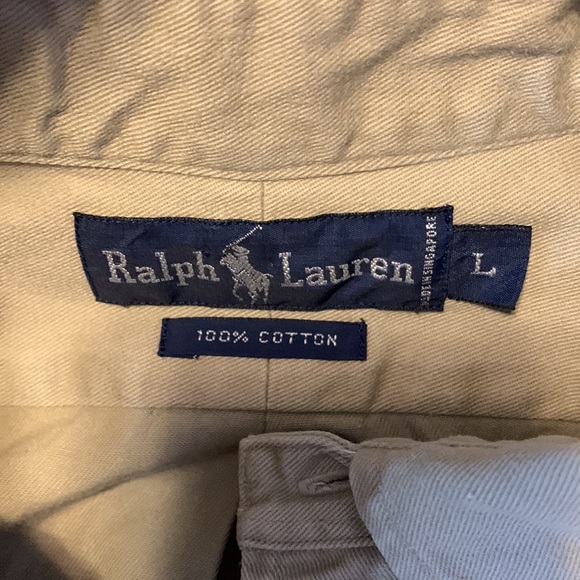 Ralph Lauren
MADE IN SINGAPORE
L
100% COTTON